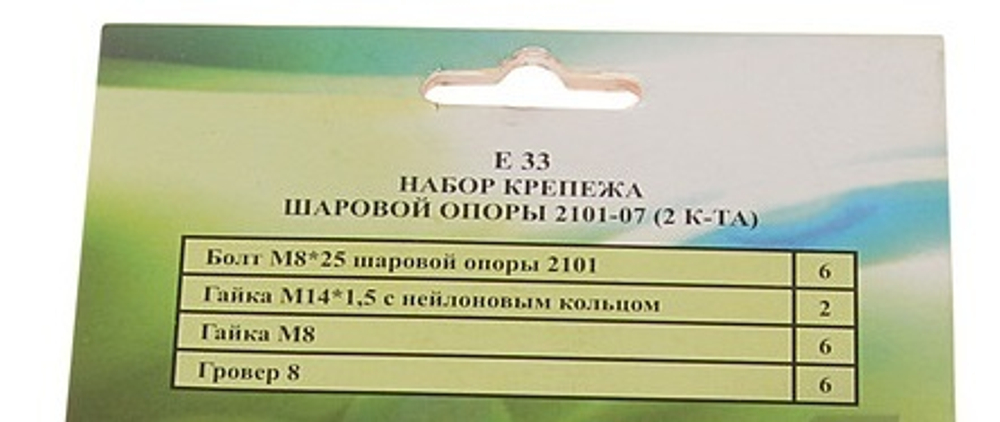 Е 33
НАБОР КРЕПЕЖА
ШАРОВОЙ ОПОРЫ 2101-07 (2 К-ТА)
Болт М8*25 шаровой опоры 2101 6
Гайка М14*1,5 с нейлоновым кольцом 2
Гайка М8 6
Гровер 8 6